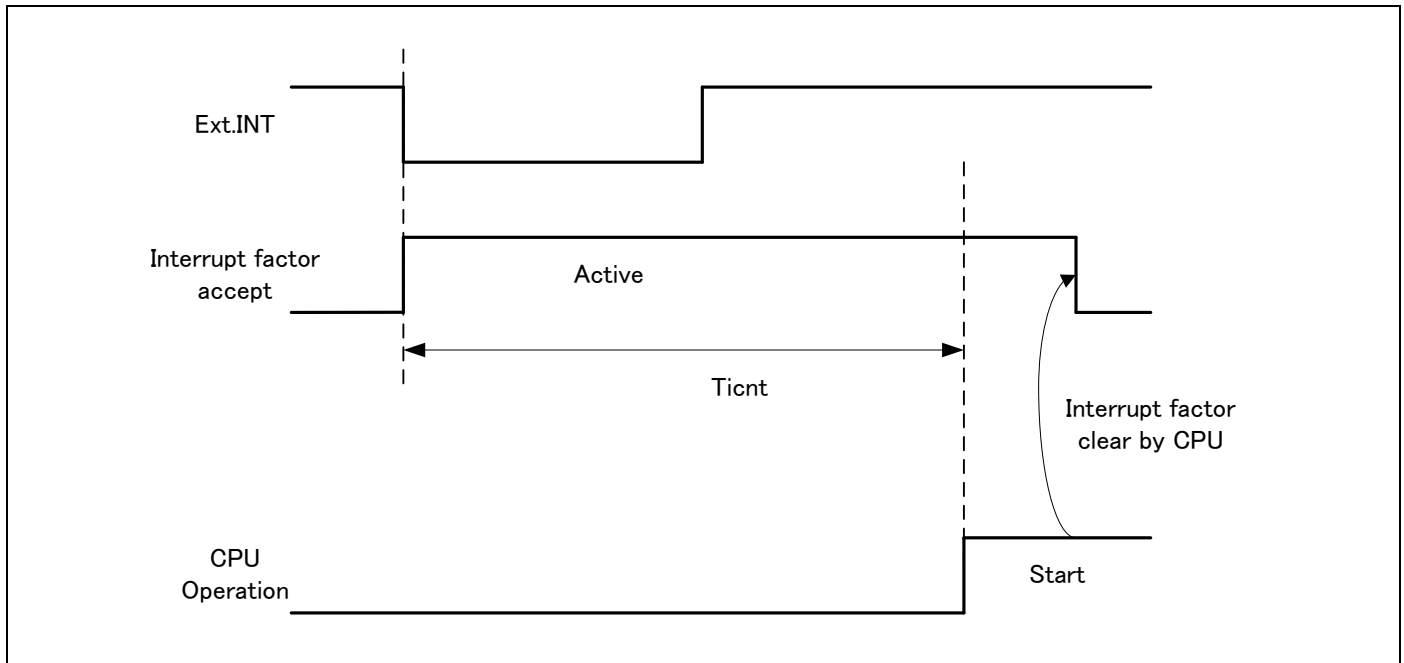 Ext.INT
Interrupt factor
accept
Active
Ticnt
Interrupt factor
clear by CPU
CPU
Operation
Start